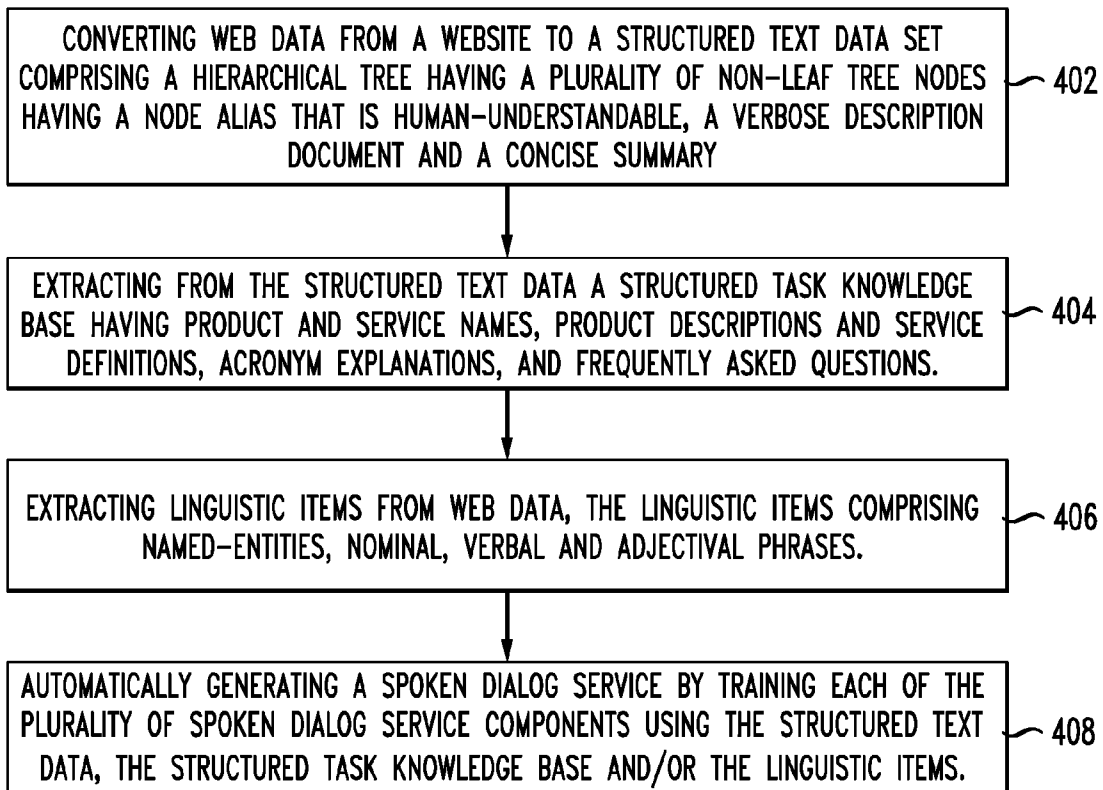 CONVERTING WEB DATA FROM A WEBSITE TO A STRUCTURED TEXT DATA SET
COMPRISING A HIERARCHICAL TREE HAVING A PLURALITY OF NON-LEAF TREE NODES
HAVING A NODE ALIAS THAT IS HUMAN-UNDERSTANDABLE, A VERBOSE DESCRIPTION
DOCUMENT AND A CONCISE SUMMARY
402
EXTRACTING FROM THE STRUCTURED TEXT DATA A STRUCTURED TASK KNOWLEDGE
BASE HAVING PRODUCT AND SERVICE NAMES, PRODUCT DESCRIPTIONS AND SERVICE
DEFINITIONS, ACRONYM EXPLANATIONS, AND FREQUENTLY ASKED QUESTIONS.
404
EXTRACTING LINGUISTIC ITEMS FROM WEB DATA, THE LINGUISTIC ITEMS COMPRISING
NAMED-ENTITIES, NOMINAL, VERBAL AND ADJECTIVAL PHRASES.
406
AUTOMATICALLY GENERATING A SPOKEN DIALOG SERVICE BY TRAINING EACH OF THE
PLURALITY OF SPOKEN DIALOG SERVICE COMPONENTS USING THE STRUCTURED TEXT
DATA, THE STRUCTURED TASK KNOWLEDGE BASE AND/OR THE LINGUISTIC ITEMS.
408